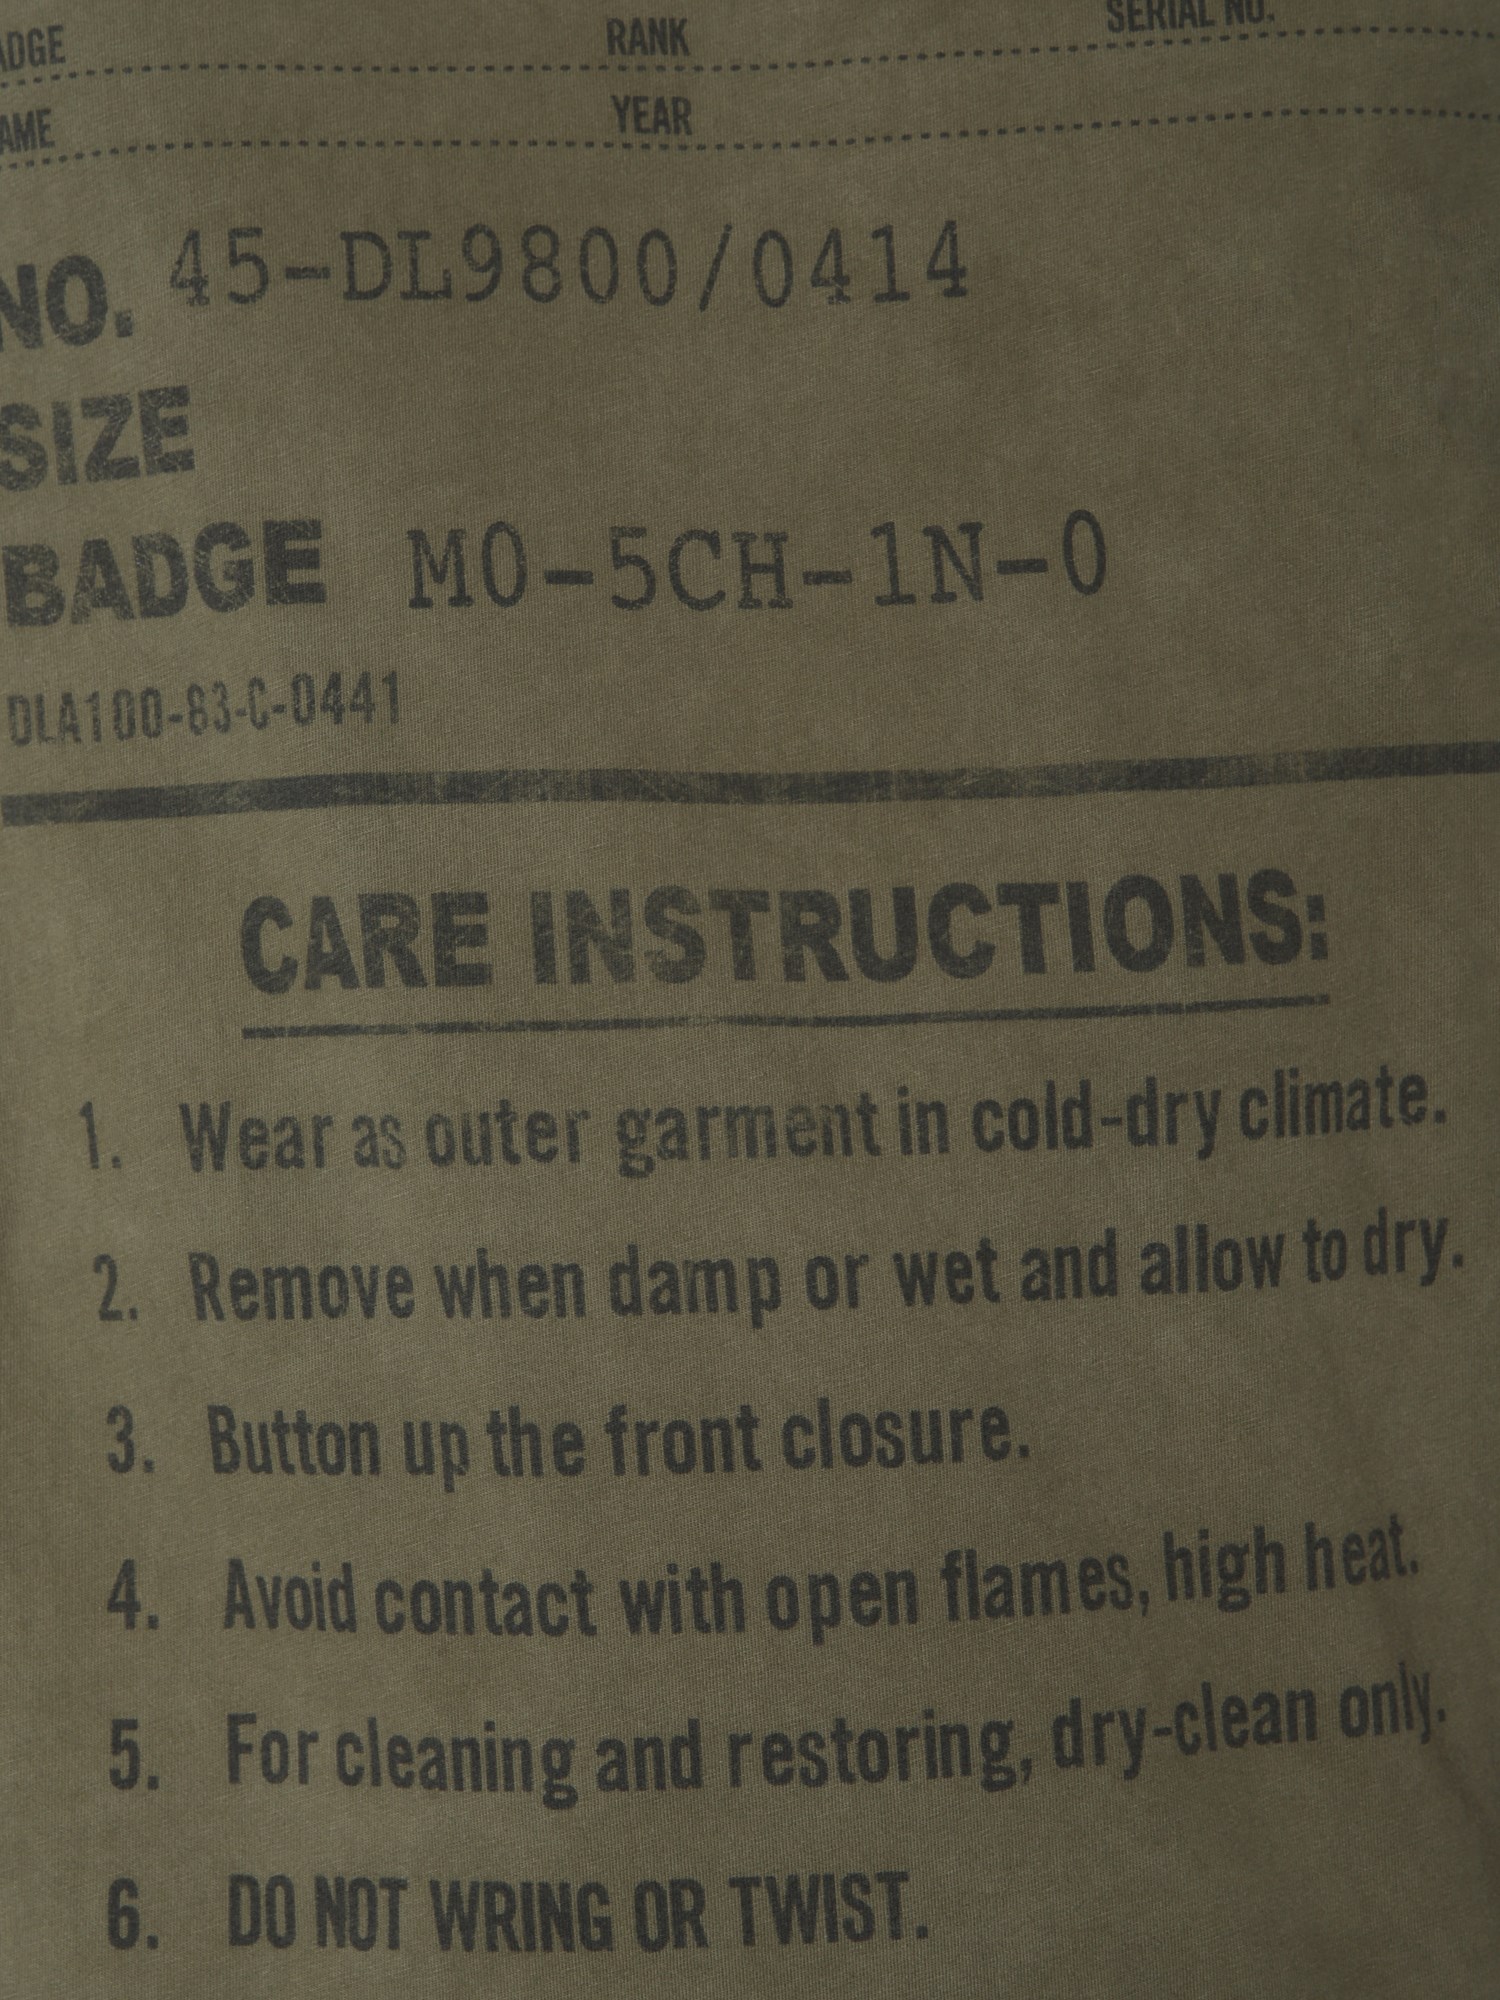 ADGE RANK SERIAL NO.
AME YEAR
NO. 45-DL9800/0414
SIZE
BADGE M0-5CH-1N-0
DLA100-83-C-0441
CARE INSTRUCTIONS:
1. Wear as outer garment in cold-dry climate.
2. Remove when damp or wet and allow to dry.
3. Button up the front closure.
4. Avoid contact with open flames, high heat.
5. For cleaning and restoring, dry-clean only.
6. DO NOT WRING OR TWIST.